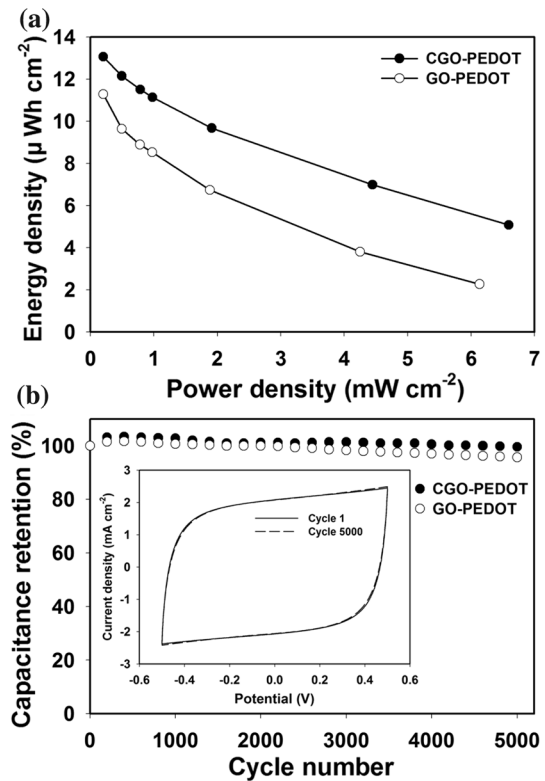 (a)
Energy density (μ Wh cm-2)
14
12
10
8
6
4
2
0
CGO-PEDOT
GO-PEDOT
0 1 2 3 4 5 6 7
Power density (mW cm-2)
(b)
Capacitance retention (%)
100
80
60
40
20
0
CGO-PEDOT
GO-PEDOT
Current density (mA cm-2)
3
2
1
0
-1
-2
-3
Cycle 1
Cycle 5000
-0.6 -0.4 -0.2 0.0 0.2 0.4 0.6
Potential (V)
0 1000 2000 3000 4000 5000
Cycle number